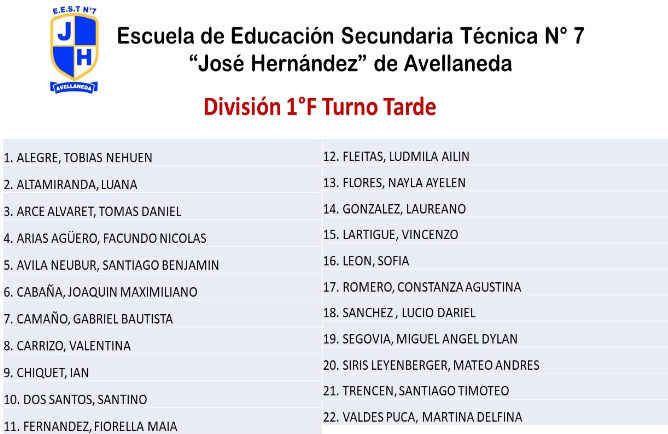 E.E.S.T N°7
JH
AVELLANEDA
Escuela de Educación Secundaria Técnica N° 7
“José Hernández” de Avellaneda
División 1°F Turno Tarde
1. ALEGRE, TOBIAS NEHUEN
2. ALTAMIRANDA, LUANA
3. ARCE ALVARET, TOMAS DANIEL
4. ARIAS AGÜERO, FACUNDO NICOLAS
5. AVILA NEUBUR, SANTIAGO BENJAMIN
6. CABAÑA, JOAQUIN MAXIMILIANO
7. CAMAÑO, GABRIEL BAUTISTA
8. CARRIZO, VALENTINA
9. CHIQUET, IAN
10. DOS SANTOS, SANTINO
11. FERNANDEZ, FIORELLA MAIA
12. FLEITAS, LUDMILA AILIN
13. FLORES, NAYLA AYELEN
14. GONZALEZ, LAUREANO
15. LARTIGUE, VINCENZO
16. LEON, SOFIA
17. ROMERO, CONSTANZA AGUSTINA
18. SANCHEZ , LUCIO DARIEL
19. SEGOVIA, MIGUEL ANGEL DYLAN
20. SIRIS LEYENBERGER, MATEO ANDRES
21. TRENCEN, SANTIAGO TIMOTEO
22. VALDES PUCA, MARTINA DELFINA